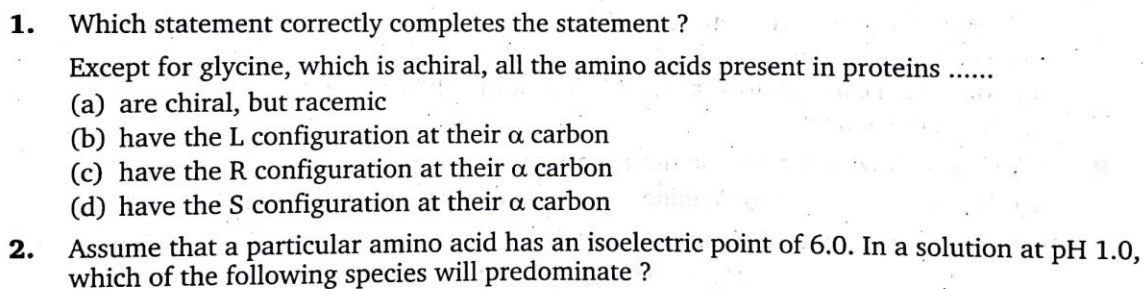 1. Which statement correctly completes the statement ?
Except for glycine, which is achiral, all the amino acids present in proteins ......
(a) are chiral, but racemic
(b) have the L configuration at their α carbon
(c) have the R configuration at their α carbon
(d) have the S configuration at their α carbon
2. Assume that a particular amino acid has an isoelectric point of 6.0. In a solution at pH 1.0,
which of the following species will predominate ?